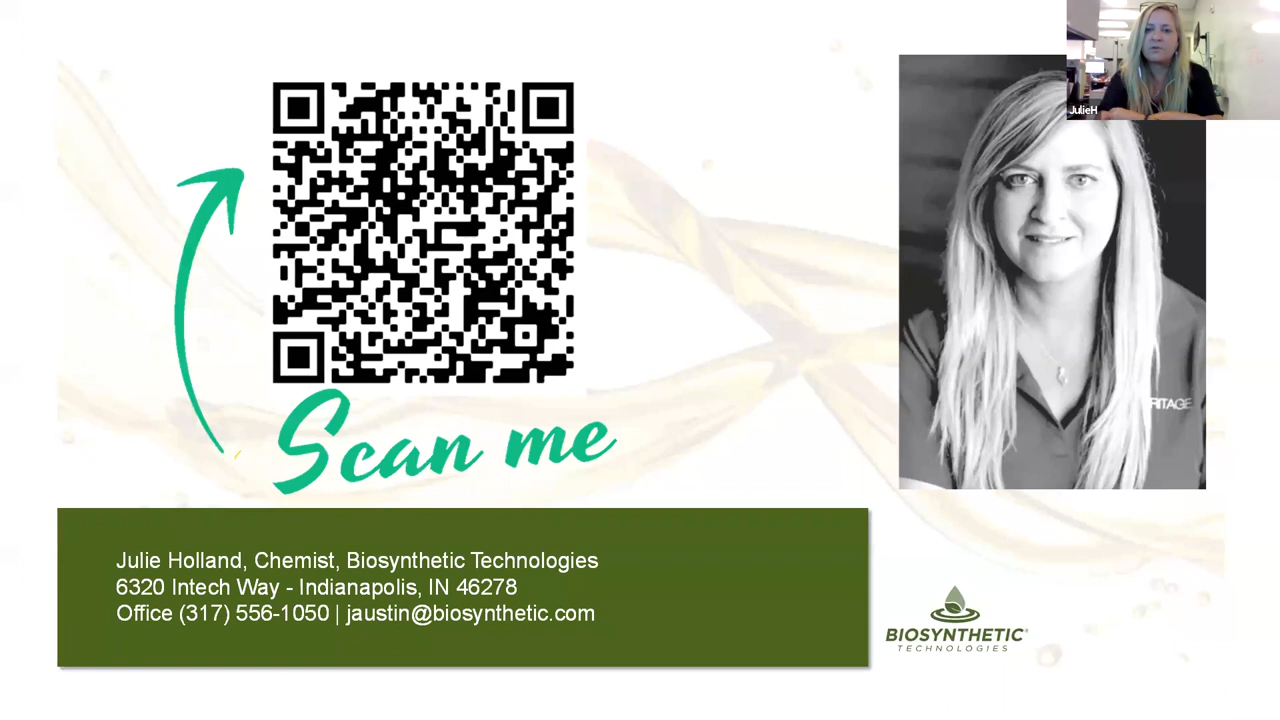 JulieH
RITAGE
Scan me
Julie Holland, Chemist, Biosynthetic Technologies
6320 Intech Way - Indianapolis, IN 46278
Office (317) 556-1050 | jaustin@biosynthetic.com
BIOSYNTHETIC®
TECHNOLOGIES